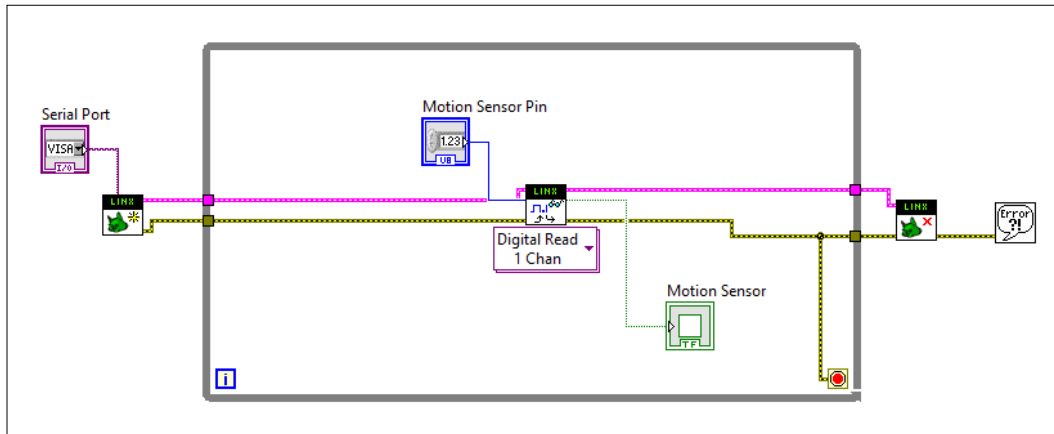 Serial Port
VISA
I/O
LINX
Motion Sensor Pin
1.23
U8
LINX
Digital Read
1 Chan
Motion Sensor
TF
i
LINX
Error
?!